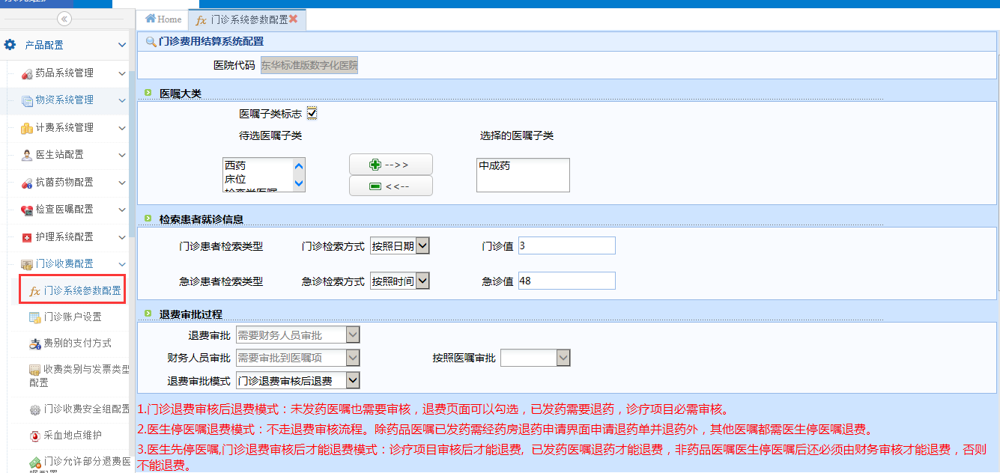 Home
门诊系统参数配置
产品配置
药品系统管理
物资系统管理
计费系统管理
医生站配置
抗菌药物配置
检查医嘱配置
护理系统配置
门诊收费配置
门诊系统参数配置
门诊账户设置
费别的支付方式
收费类别与发票类型
配置
门诊收费安全组配置
采血地点维护
门诊允许部分退费医
门诊费用结算系统配置
医院代码 东华标准版数字化医院
医嘱大类
医嘱子类标志
待选医嘱子类 选择的医嘱子类
西药
床位
-->>
<<--
中成药
检索患者就诊信息
门诊患者检索类型 门诊检索方式 按照日期 门诊值 3
急诊患者检索类型 急诊检索方式 按照时间 急诊值 48
退费审批过程
退费审批 需要财务人员审批
财务人员审批 需要审批到医嘱项 按照医嘱审批
退费审批模式 门诊退费审核后退费
1.门诊退费审核后退费模式：未发药医嘱也需要审核，退费页面可以勾选，已发药需要退药，诊疗项目必需审核。
2.医生停医嘱退费模式：不走退费审核流程。除药品医嘱已发药需经药房退药申请界面申请退药单并退药外，其他医嘱都需医生停医嘱退费。
3.医生先停医嘱,门诊退费审核后才能退费模式：诊疗项目审核后才能退费, 已发药医嘱退药才能退费，非药品医嘱医生停医嘱后还必须由财务审核才能退费，否则
不能退费。